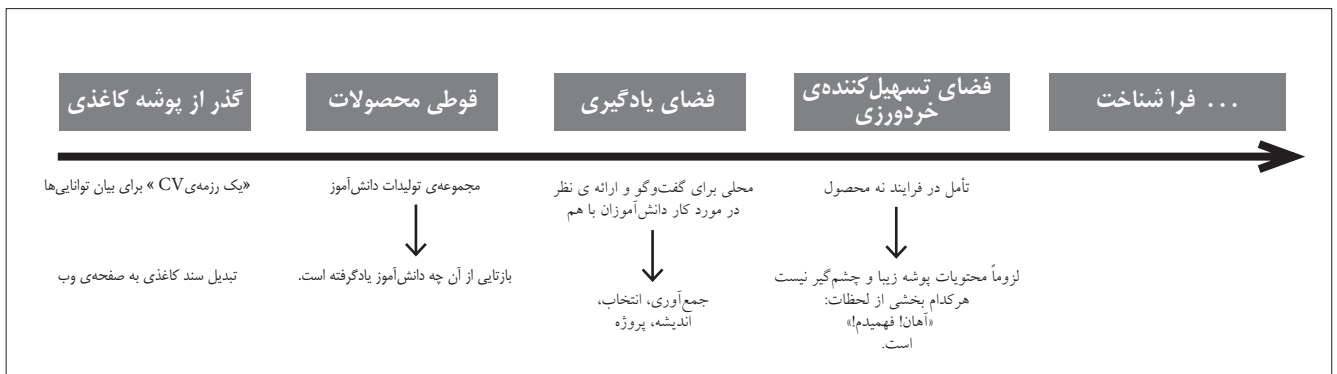 گذر از پوشه کاغذی
قوطی محصولات
فضای یادگیری
فضای تسهیل‌کننده‌ی
خردورزی
... فرا شناخت
«یک رزمه‌ی CV » برای بیان توانایی‌ها
تبدیل سند کاغذی به صفحه‌ی وب
مجموعه‌ی تولیدات دانش‌آموز
بازتابی از آن چه دانش‌آموز یادگرفته است.
محلی برای گفت‌وگو و ارائه ی نظر
در مورد کار دانش‌آموزان با هم
جمع‌آوری، انتخاب،
اندیشه، پروژه
تأمل در فرایند نه محصول
لزوماً محتویات پوشه زیبا و چشم‌گیر نیست
هرکدام بخشی از لحظات:
«آهان! فهمیدم!»
است.